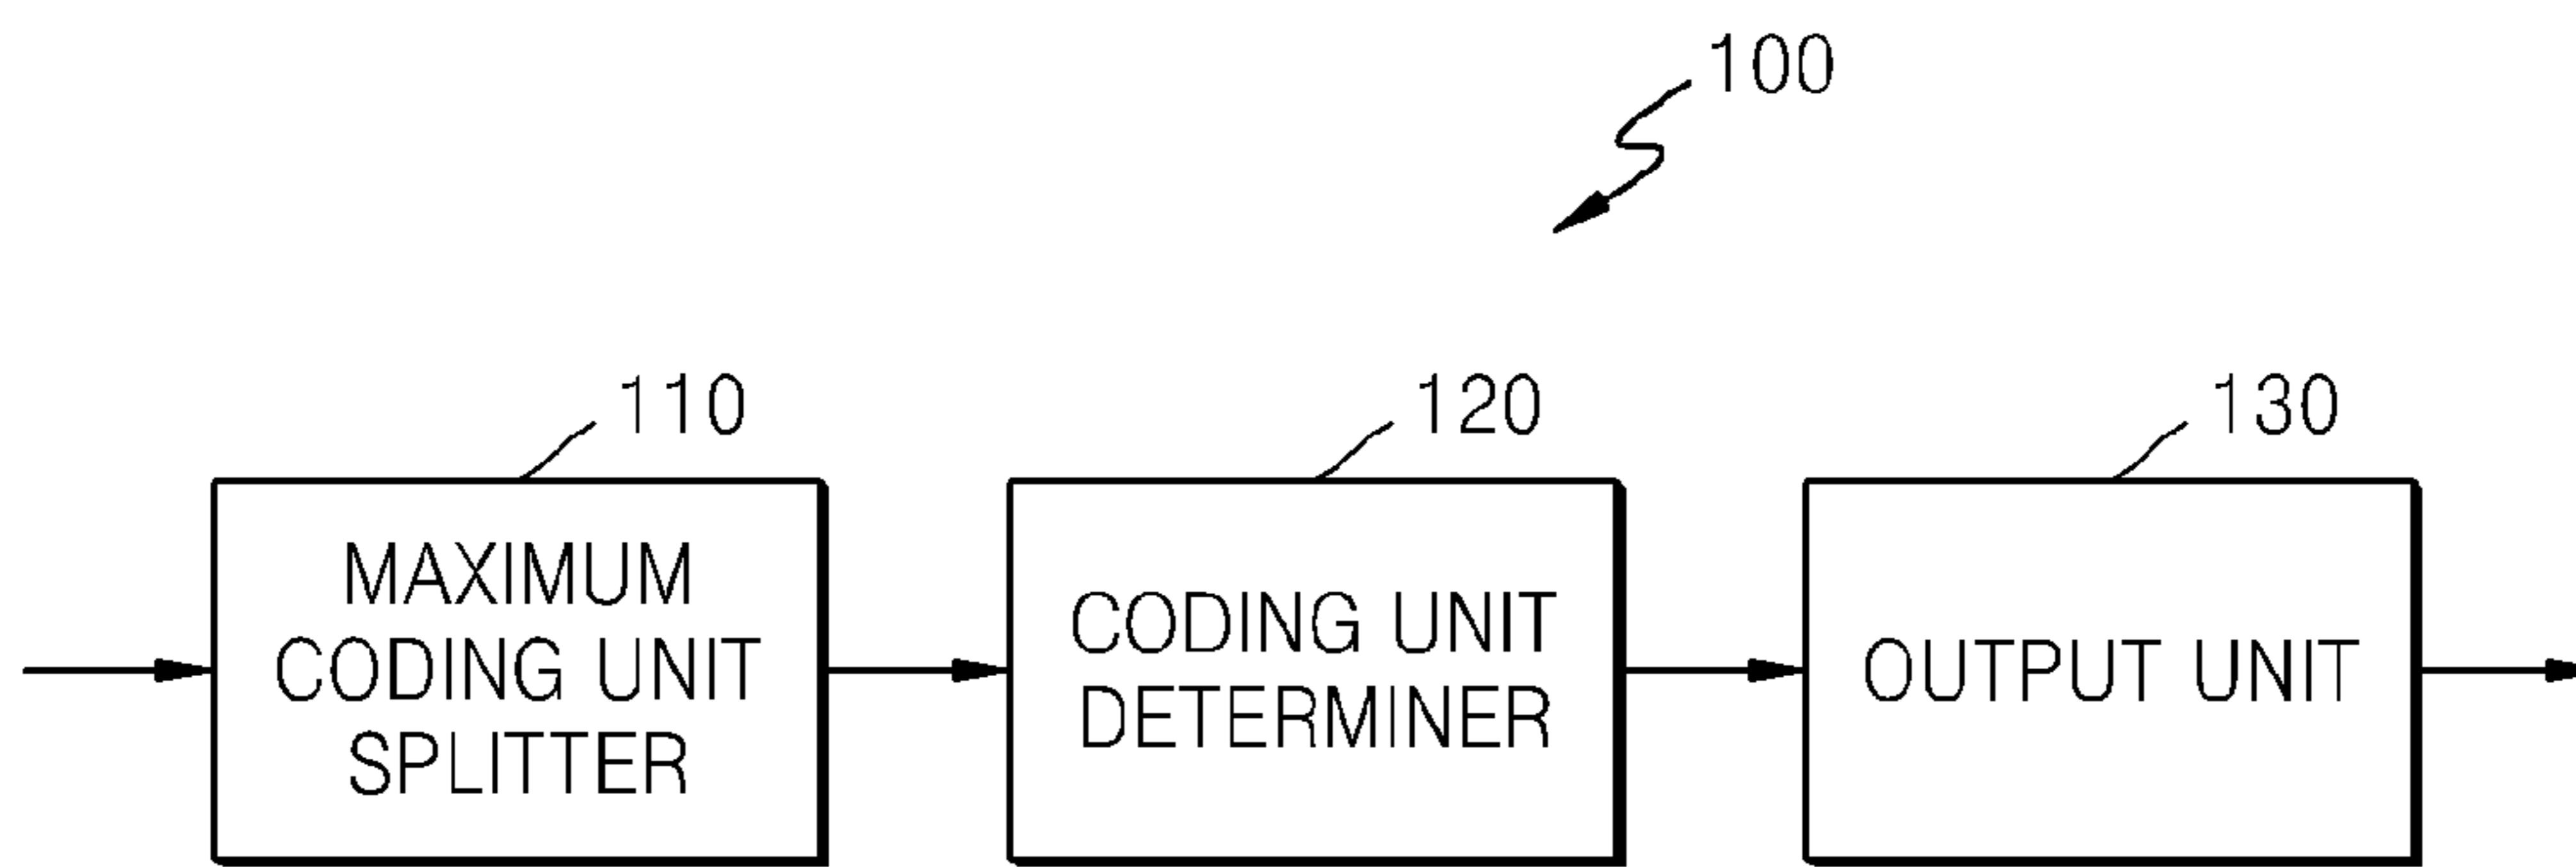 100
110
120
130
MAXIMUM
CODING UNIT
SPLITTER
CODING UNIT
DETERMINER
OUTPUT UNIT